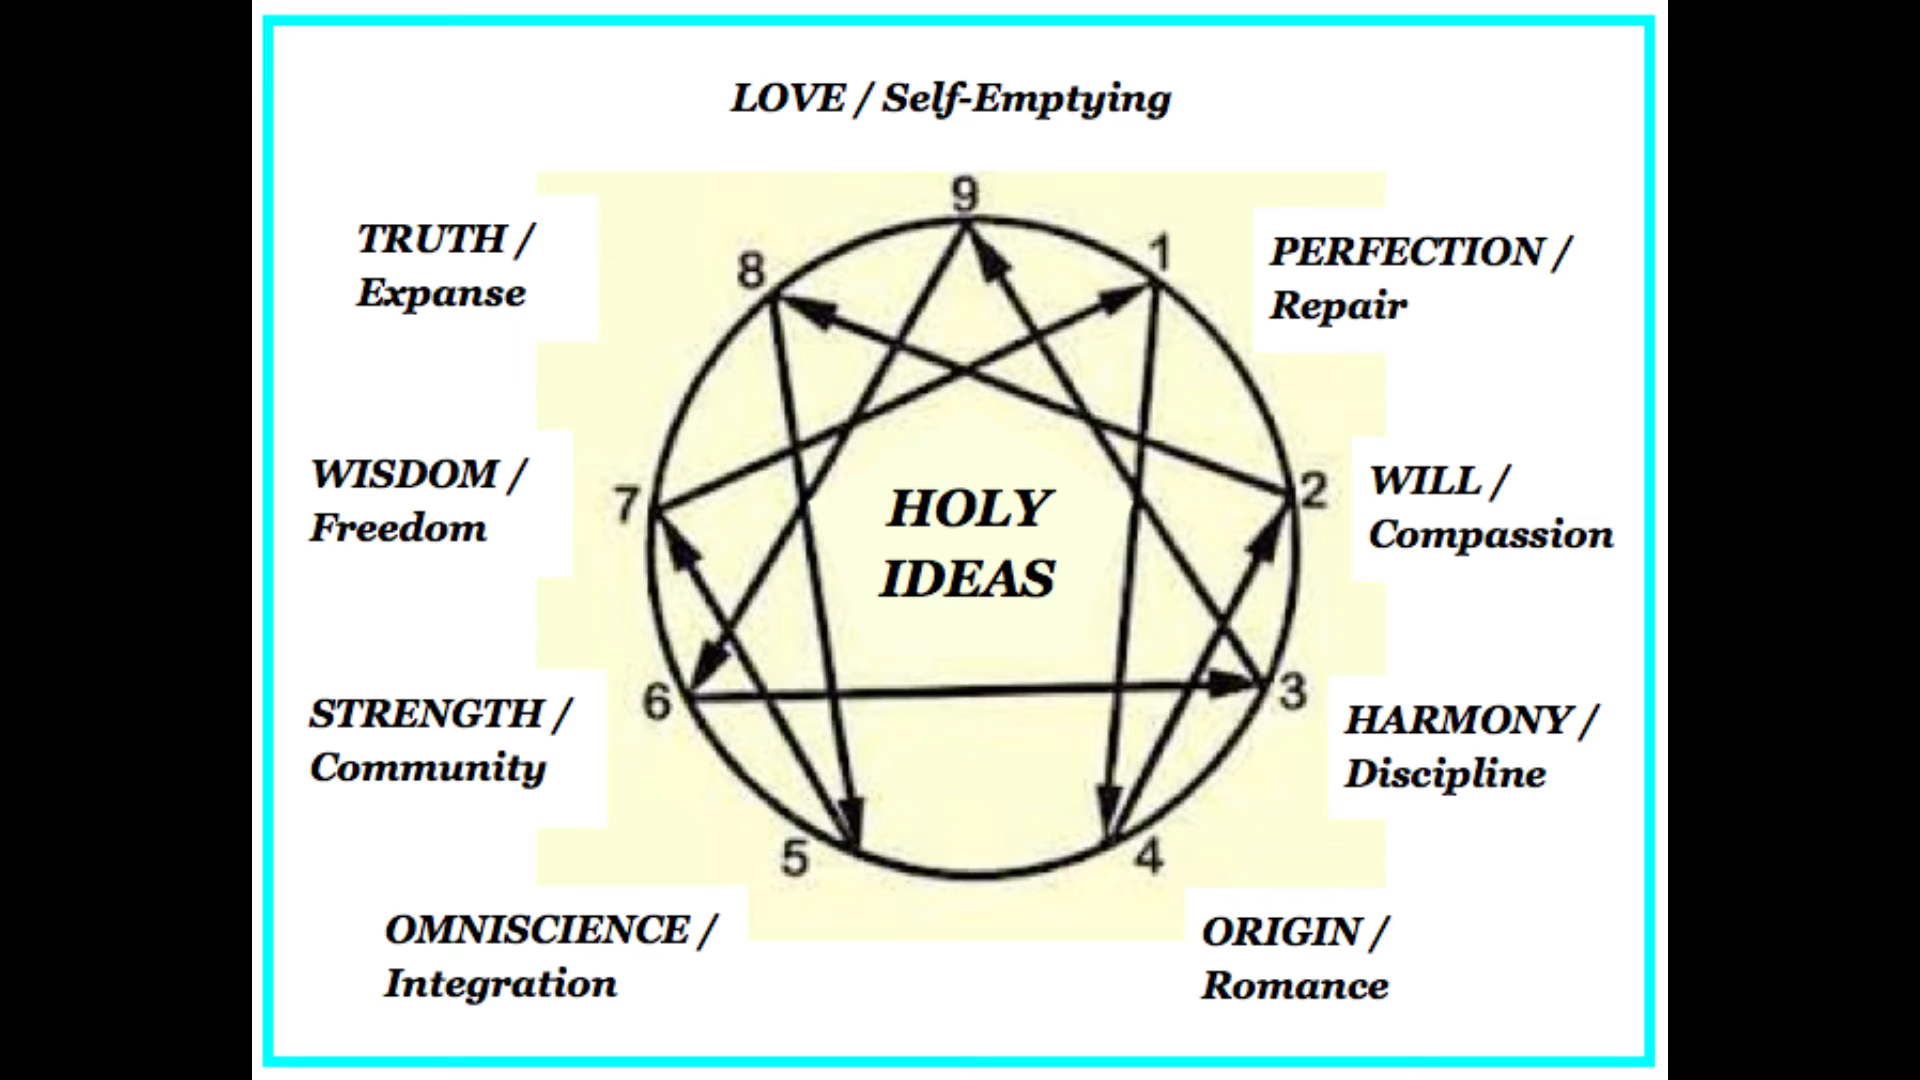 LOVE / Self-Emptying
9
1
8
TRUTH /
Expanse
PERFECTION /
Repair
WISDOM /
Freedom
7
HOLY
IDEAS
2
WILL /
Compassion
STRENGTH /
Community
6
3
HARMONY /
Discipline
5
4
OMNISCIENCE /
Integration
ORIGIN /
Romance